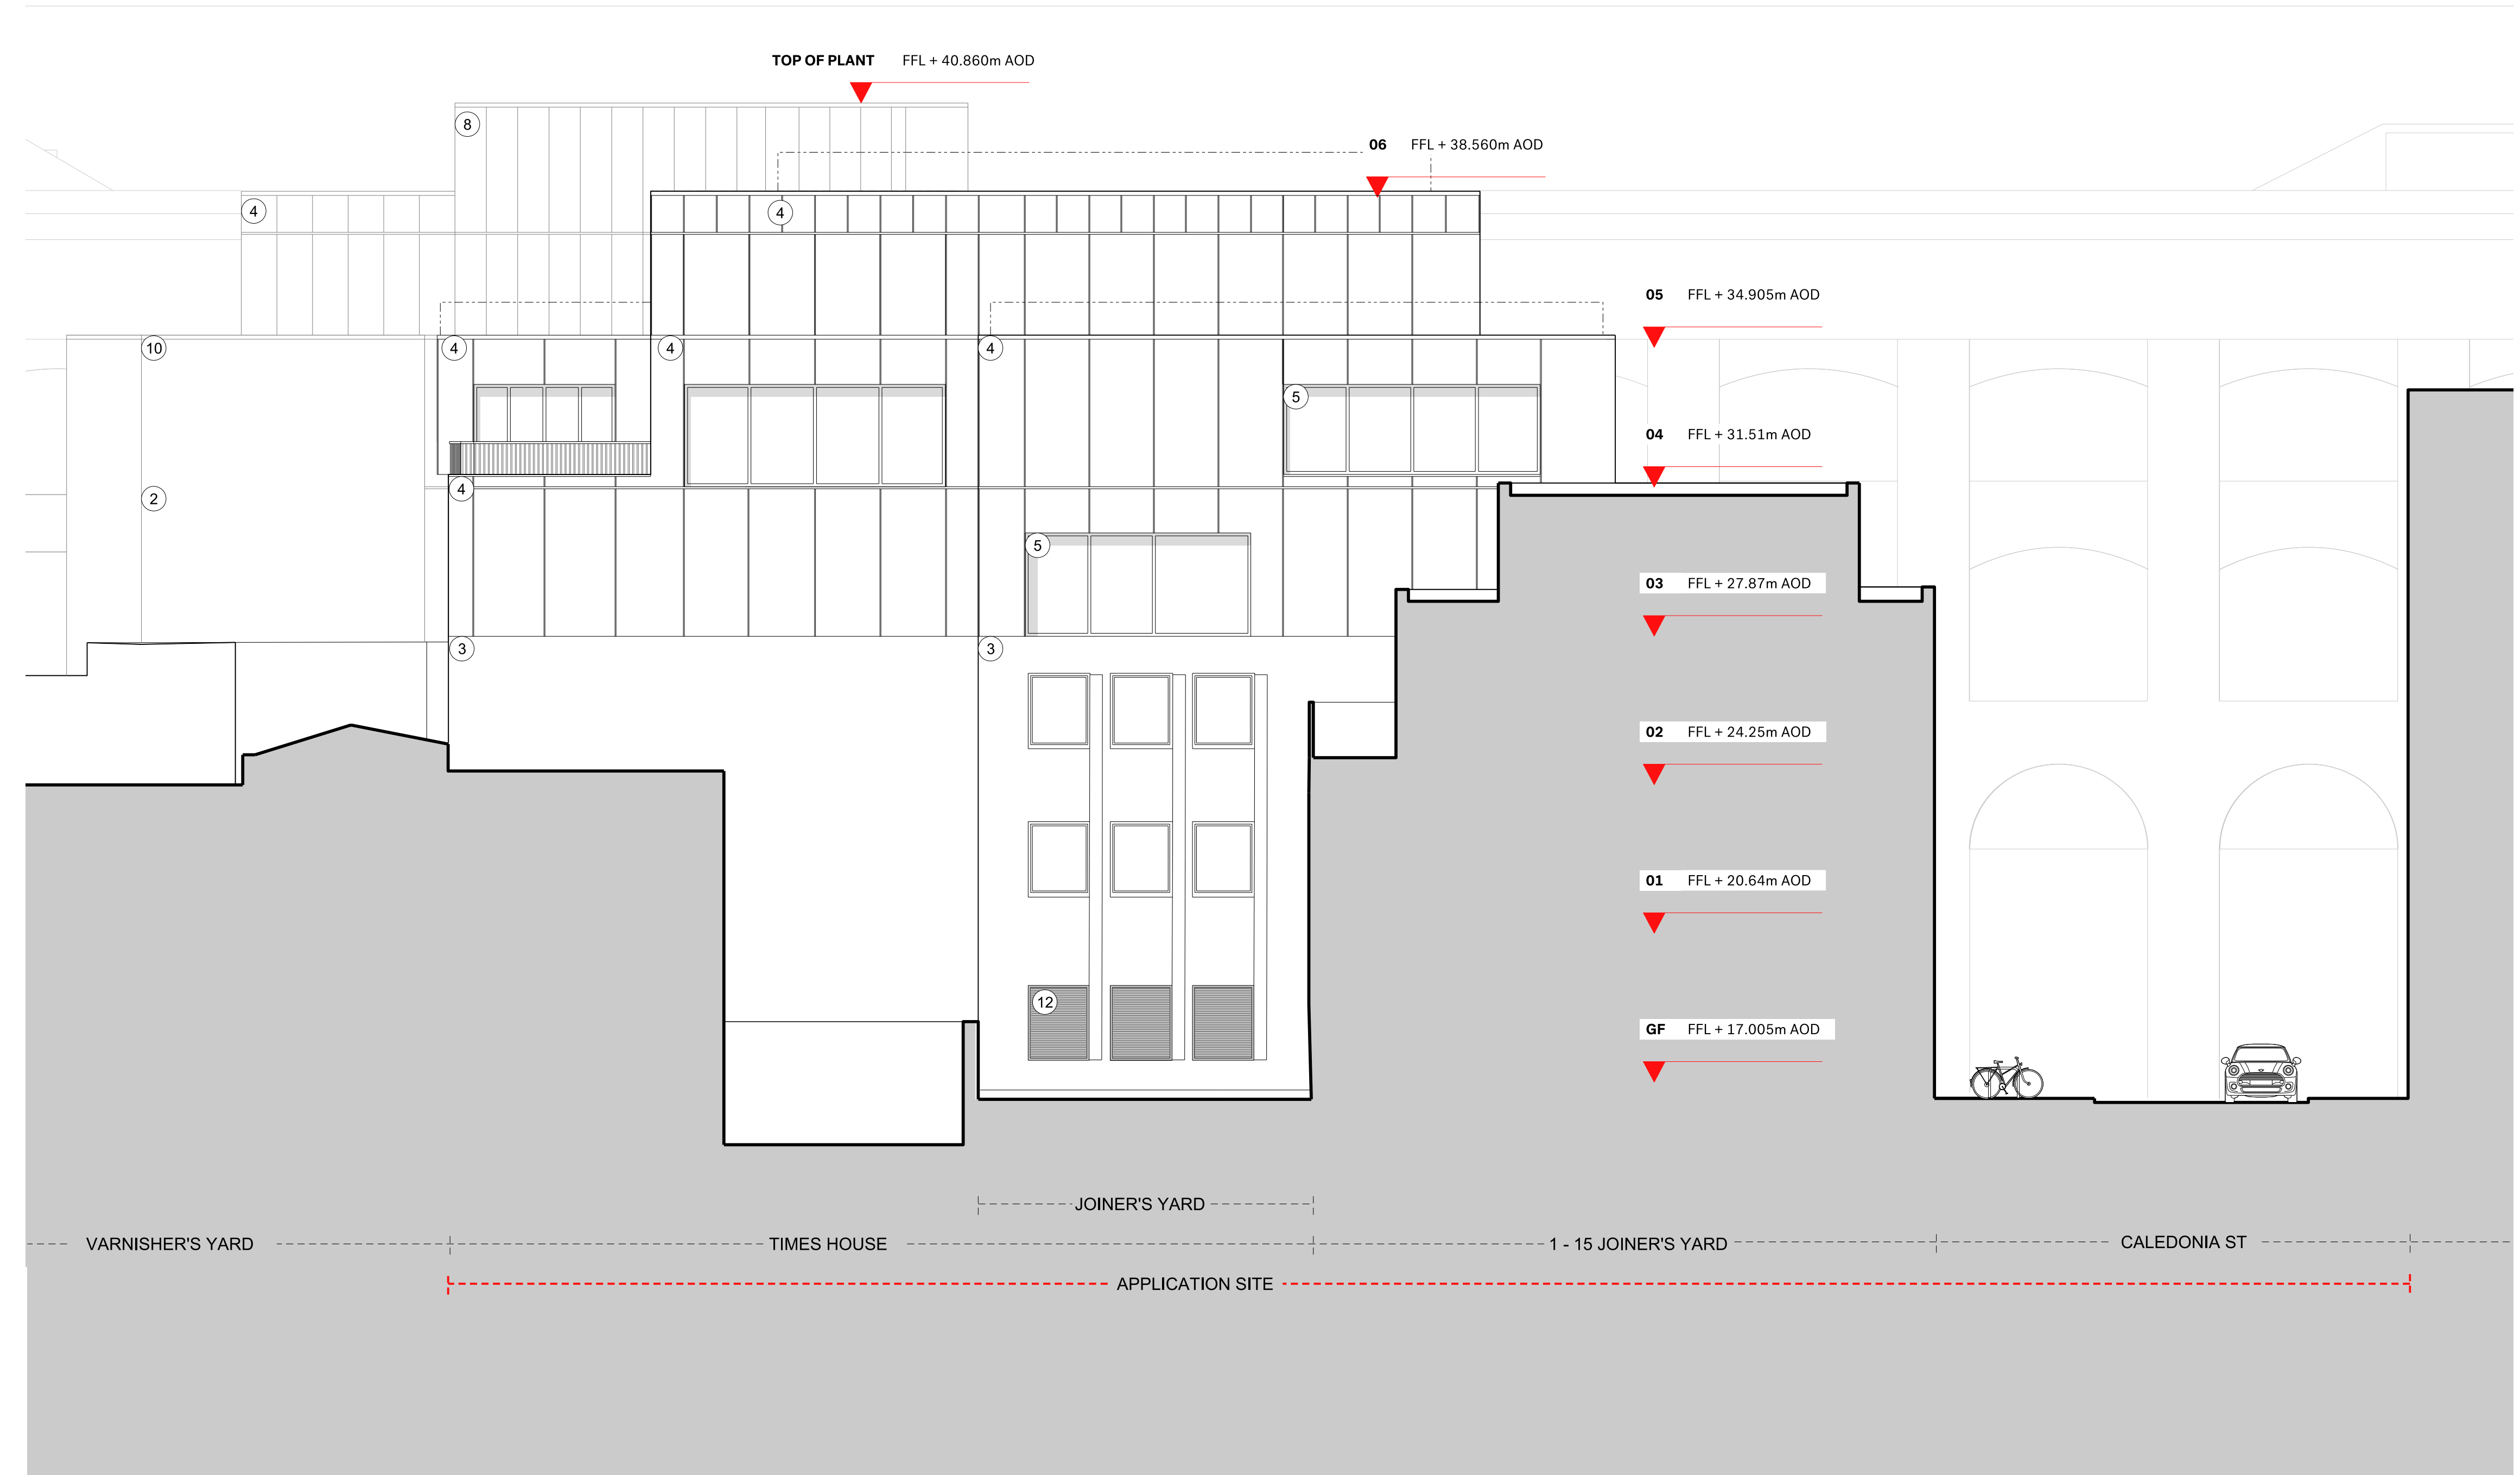 TOP OF PLANT FFL + 40.860m AOD
8
06 FFL + 38.560m AOD
4
4
05 FFL + 34.905m AOD
10
4
4
4
5
04 FFL + 31.51m AOD
4
2
5
03 FFL + 27.87m AOD
3
3
02 FFL + 24.25m AOD
01 FFL + 20.64m AOD
12
GF FFL + 17.005m AOD
JOINER'S YARD
VARNISHER'S YARD TIMES HOUSE 1 - 15 JOINER'S YARD CALEDONIA ST
APPLICATION SITE